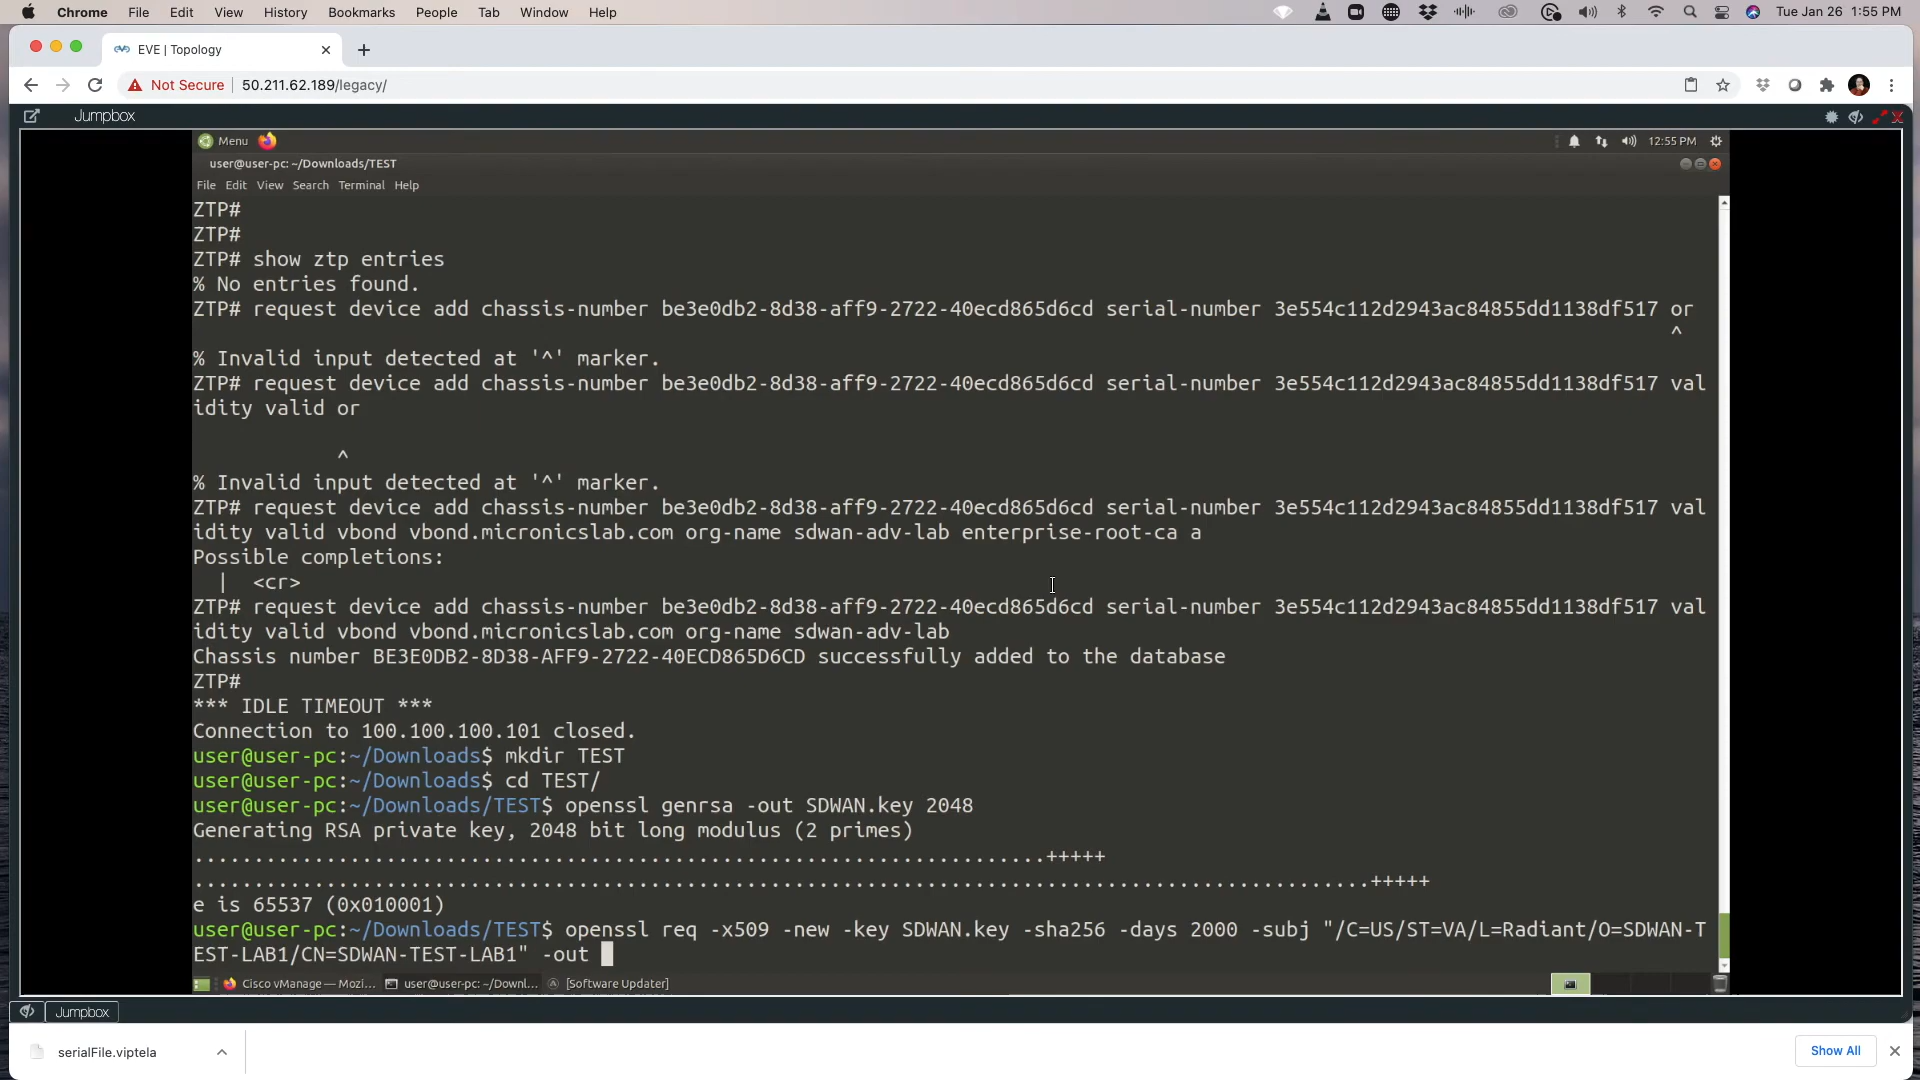 Chrome File Edit View History Bookmarks People Tab Window Help Tue Jan 26 1:55 PM
EVE | Topology
Not Secure 50.211.62.189/legacy/
Jumpbox
Menu 12:55 PM
user@user-pc: ~/Downloads/TEST
File Edit View Search Terminal Help
ZTP#
ZTP#
ZTP# show ztp entries
% No entries found.
ZTP# request device add chassis-number be3e0db2-8d38-aff9-2722-40ecd865d6cd serial-number 3e554c112d2943ac84855dd1138df517 or
^
% Invalid input detected at '^' marker.
ZTP# request device add chassis-number be3e0db2-8d38-aff9-2722-40ecd865d6cd serial-number 3e554c112d2943ac84855dd1138df517 val
idity valid or
^
% Invalid input detected at '^' marker.
ZTP# request device add chassis-number be3e0db2-8d38-aff9-2722-40ecd865d6cd serial-number 3e554c112d2943ac84855dd1138df517 val
idity valid vbond vbond.micronicslab.com org-name sdwan-adv-lab enterprise-root-ca a
Possible completions:
| <cr>
ZTP# request device add chassis-number be3e0db2-8d38-aff9-2722-40ecd865d6cd serial-number 3e554c112d2943ac84855dd1138df517 val
idity valid vbond vbond.micronicslab.com org-name sdwan-adv-lab
Chassis number BE3E0DB2-8D38-AFF9-2722-40ECD865D6CD successfully added to the database
ZTP#
*** IDLE TIMEOUT ***
Connection to 100.100.100.101 closed.
user@user-pc:~/Downloads$ mkdir TEST
user@user-pc:~/Downloads$ cd TEST/
user@user-pc:~/Downloads/TEST$ openssl genrsa -out SDWAN.key 2048
Generating RSA private key, 2048 bit long modulus (2 primes)
.......................................................................+++++
..................................................................................................+++++
e is 65537 (0x010001)
user@user-pc:~/Downloads/TEST$ openssl req -x509 -new -key SDWAN.key -sha256 -days 2000 -subj "/C=US/ST=VA/L=Radiant/O=SDWAN-T
EST-LAB1/CN=SDWAN-TEST-LAB1" -out
Cisco vManage — Mozi... user@user-pc: ~/Downl... [Software Updater]
Jumpbox
serialFile.viptela Show All